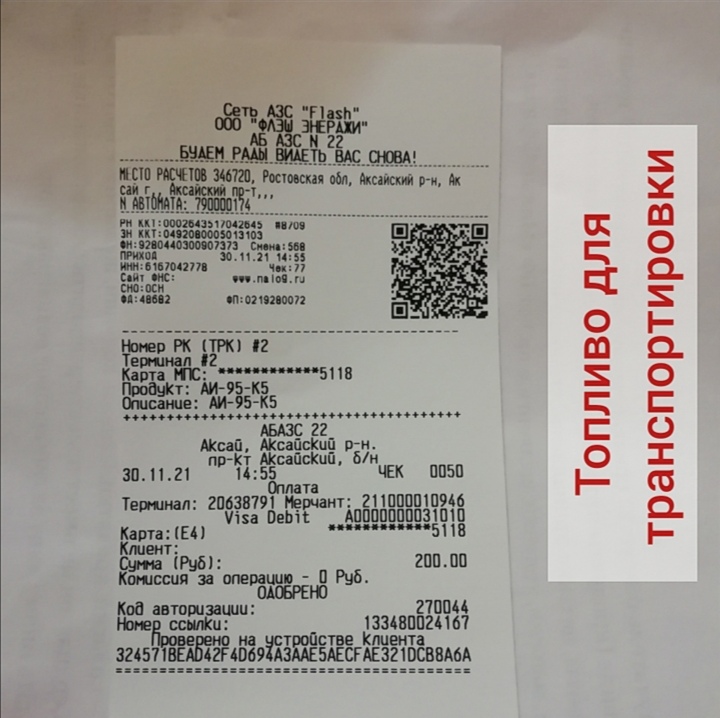 Сеть АЗС "Flash"
ООО "ФЛЭШ ЭНЕРДЖИ"
АБ АЗС N 22
БУДЕМ РАДЫ ВИДЕТЬ ВАС СНОВА!
МЕСТО РАСЧЕТОВ 346720, Ростовская обл, Аксайский р-н, Ак
сай г,, Аксайский пр-т,,,
N АВТОМАТА: 790000174
РН ККТ:0002643517042645 #8709
ЗН ККТ:0492080005013103
ФН:9280440300907373 Смена:568
ПРИХОД 30.11.21 14:55
ИНН:6167042778 Чек:77
Сайт ФНС: www.nalog.ru
СНО:ОСН
ФД:48682 ФП:0219280072
Номер РК (ТРК) #2
Терминал #2
Карта МПС: ************5118
Продукт: АИ-95-К5
Описание: АИ-95-К5
++++++++++++++++++++++++++++++++++++++++++
АБАЗС 22
Аксай, Аксайский р-н.
пр-кт Аксайский, б/н
30.11.21 14:55 ЧЕК 0050
Оплата
Терминал: 20638791 Мерчант: 211000010946
Visa Debit A0000000031010
Карта:(E4) ************5118
Клиент:
Сумма (Руб): 200.00
Комиссия за операцию - 0 Руб.
ОДОБРЕНО
Код авторизации: 270044
Номер ссылки: 133480024167
Проверено на устройстве клиента
324571BEAD42F4D694A3AAE5AECFAE321DCB8A6A
==========================================
Топливо для
транспортировки